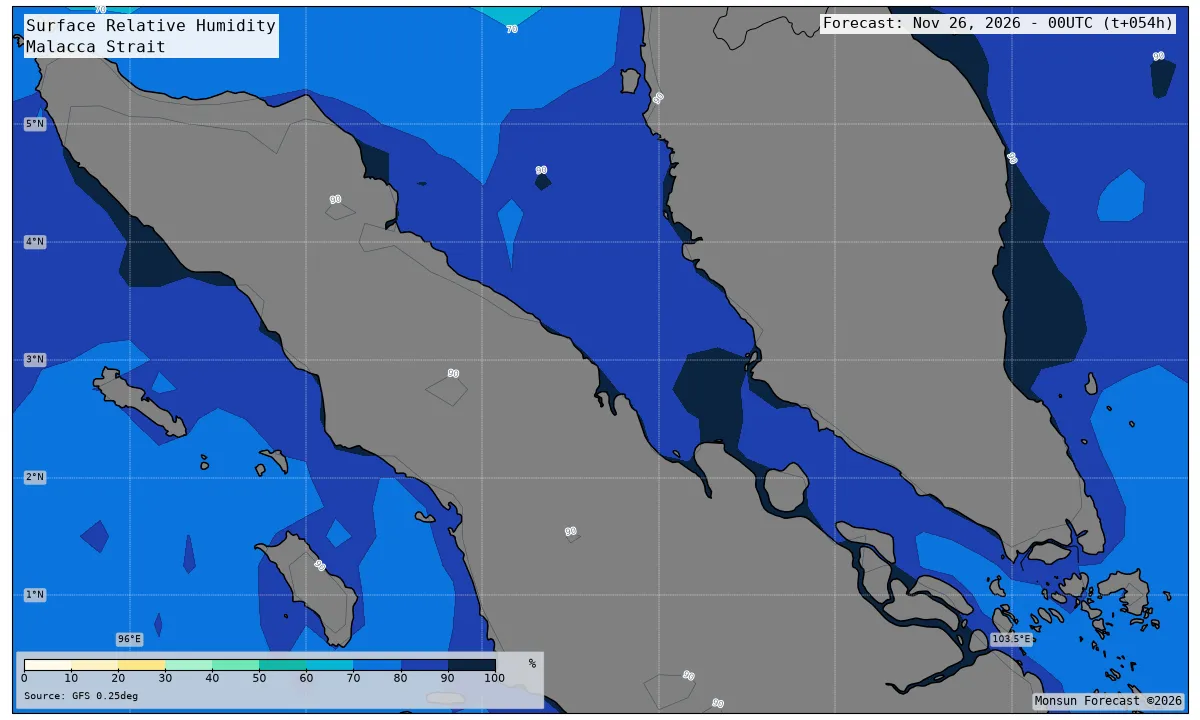 70
70
Surface Relative Humidity
Malacca Strait
Forecast: Nov 26, 2026 - 00UTC (t+054h)
90
90
5°N
90
90
90
4°N
3°N
90
2°N
90
90
1°N
96°E
103.5°E
%
0 10 20 30 40 50 60 70 80 90 100
90
Source: GFS 0.25deg
90
Monsun Forecast ©2026